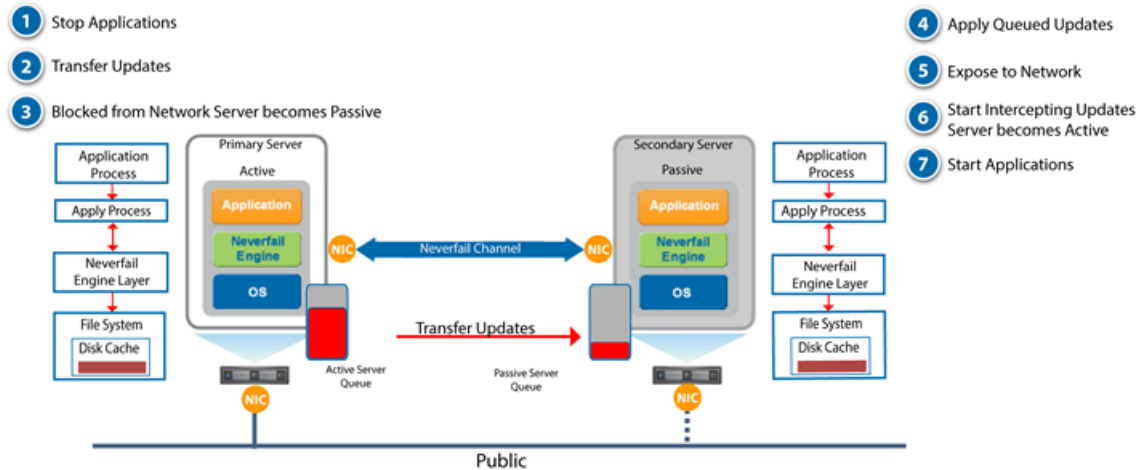 1 Stop Applications
2 Transfer Updates
3 Blocked from Network Server becomes Passive
4 Apply Queued Updates
5 Expose to Network
6 Start Intercepting Updates
Server becomes Active
7 Start Applications
Application
Process
Apply Process
Neverfail
Engine Layer
File System
Disk Cache
Primary Server
Active
Application
Neverfail
Engine
OS
NIC
Neverfail Channel
NIC
Transfer Updates
Active Server
Queue
Passive Server
Queue
Secondary Server
Passive
Application
Neverfail
Engine
OS
Application
Process
Apply Process
Neverfail
Engine Layer
File System
Disk Cache
NIC
NIC
Public